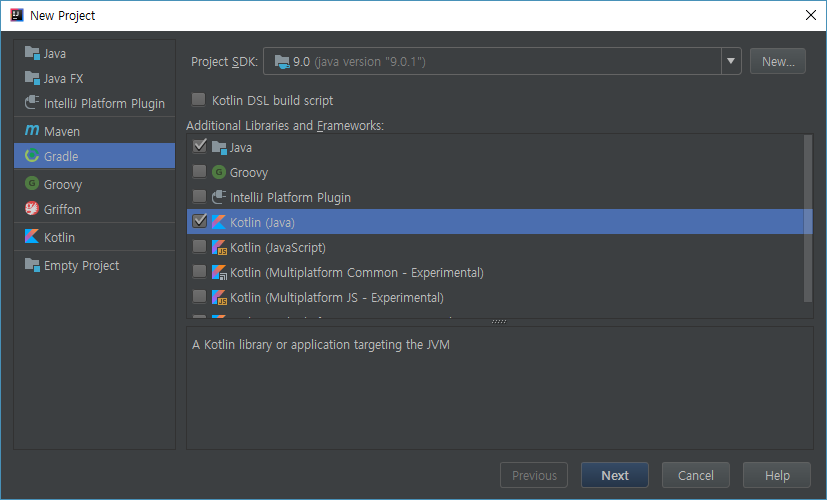 New Project
Java
Java FX
IntelliJ Platform Plugin
Maven
Gradle
Groovy
Griffon
Kotlin
Empty Project
Project SDK: 9.0 (java version "9.0.1") New...
Kotlin DSL build script
Additional Libraries and Frameworks:
Java
Groovy
IntelliJ Platform Plugin
Kotlin (Java)
Kotlin (JavaScript)
Kotlin (Multiplatform Common - Experimental)
Kotlin (Multiplatform JS - Experimental)
A Kotlin library or application targeting the JVM
Previous Next Cancel Help